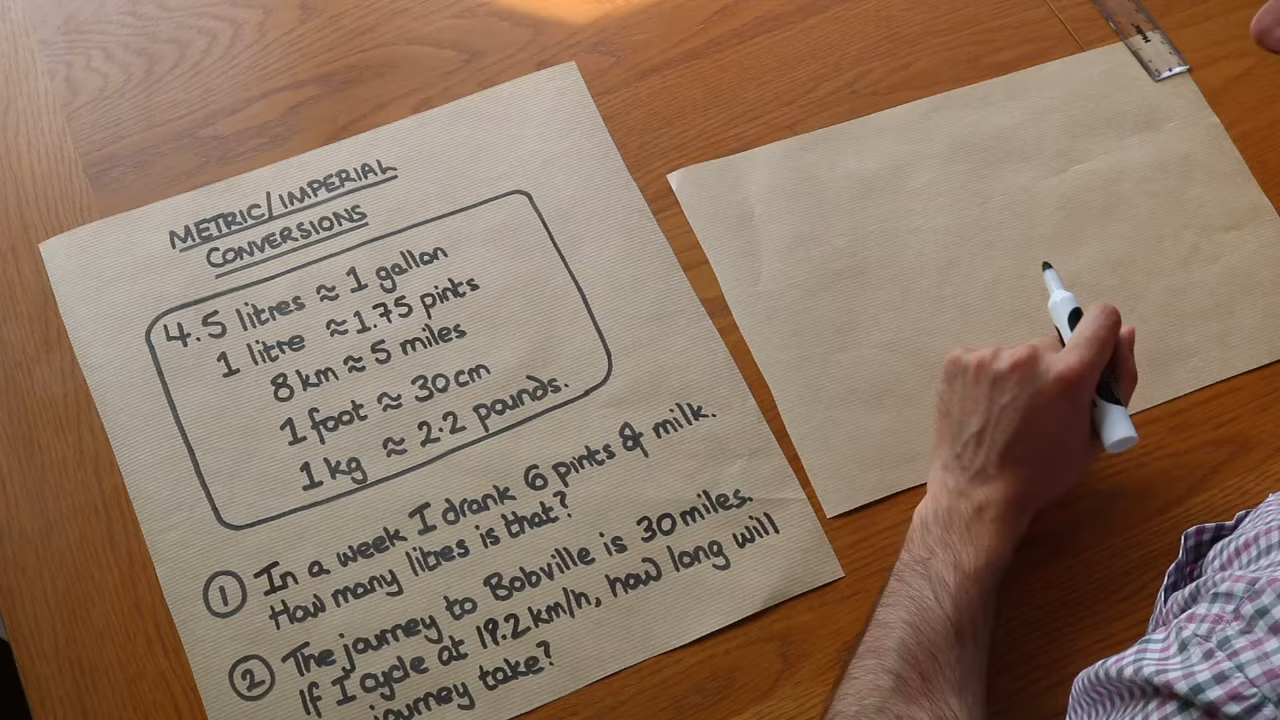 METRIC/IMPERIAL
CONVERSIONS
4.5 litres ≈ 1 gallon
1 litre ≈ 1.75 pints
8 km ≈ 5 miles
1 foot ≈ 30 cm
1 kg ≈ 2.2 pounds.
① In a week I drank 6 pints of milk.
How many litres is that?
② The journey to Bobville is 30 miles.
If I cycle at 19.2 km/h, how long will
journey take?